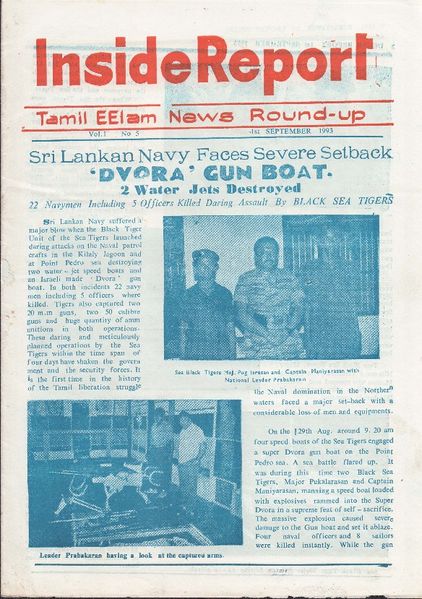 Inside Report
Tamil EElam News Round-up
Vol.1 No 5 1st SEPTEMBER 1993
Sri Lankan Navy Faces Severe Setback
'DVORA' GUN BOAT.
2 Water Jets Destroyed
22 Navymen Including 5 Officers Killed Daring Assault By BLACK SEA TIGERS
Sri Lankan Navy suffered a
major blow when the Black Tiger
Unit of the Sea Tigers launched
daring attacks on the Naval patrol
crafts in the Kilaly lagoon and
at Point Pedro sea destroying
two water-jet speed boats and
an Israeli made 'Dvora' gun
boat. In both incidents 22 navy
men including 5 officers where
killed. Tigers also captured two
20 m.m guns, two 50 calibre
guns and huge quantity of amm
unitions in both operations.
These daring and meticulously
planned operations by the Sea
Tigers within the time span of
four days have shaken the govern
ment and the security forces. It
is the first time in the history
of the Tamil liberation struggle
Sea Black Tigers Maj. Pug larasan and Captain Maniyarasan with
National Leader Prabakaran
the Naval domination in the Northern
waters faced a major set-back with a
considerable loss of men and equipments.
On the 29th Aug. around 9. 20 am
four speed boats of the Sea Tigers engaged
a super Dvora gun boat on the Point
Pedro sea. A sea battle flared up. It
was during this time two Black Sea
Tigers, Major Pukalarasan and Captain
Maniyarasan, manning a speed boat loaded
with explosives rammed into the Super
Dvora in a supreme feat of self-sacrifice.
The massive explosion caused severe
damage to the Gun boat and set it ablaze.
Four naval officers and 8 sailors
were killed instantly. While the gun
Leader Prabakaran having a look at the captured arms.